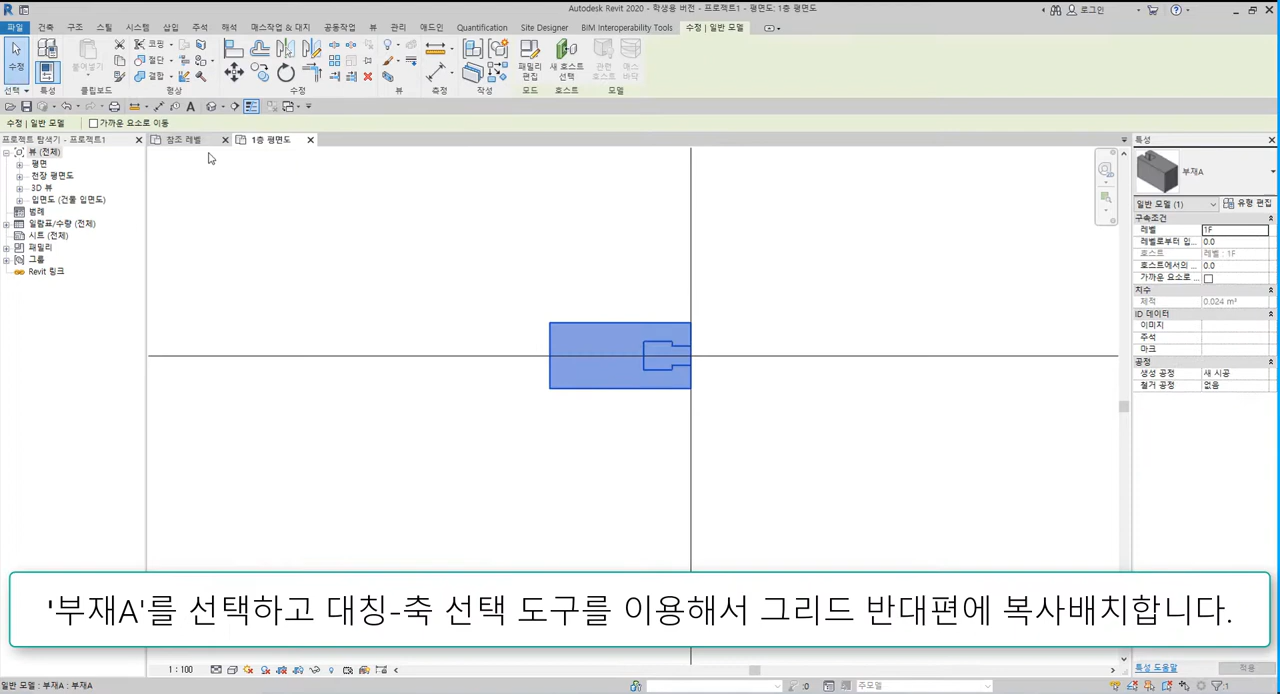 Autodesk Revit 2020 - 학생용 버전 - 프로젝트1 - 평면도: 1층 평면도
로그인
파일 건축 구조 스틸 시스템 삽입 주석 해석 매스작업 & 대지 공동작업 뷰 관리 애드인 Quantification Site Designer BIM Interoperability Tools 수정 | 일반 모델
수정
붙여넣기
코핑
절단
결합
패밀리 편집
새 호스트 선택
관련 호스트
매스 바닥
선택 특성 클립보드 형상 수정 뷰 측정 작성 모드 호스트 모델
수정 | 일반 모델 가까운 요소로 이동
프로젝트 탐색기 - 프로젝트1
참조 레벨
1층 평면도
뷰 (전체)
평면
천장 평면도
3D 뷰
입면도 (건물 입면도)
범례
일람표/수량 (전체)
시트 (전체)
패밀리
그룹
Revit 링크
특성
부재A
일반 모델 (1) 유형 편집
구속조건
레벨 1F
레벨로부터 입... 0.0
호스트 레벨 : 1F
호스트에서의 ... 0.0
가까운 요소로 ...
치수
체적 0.024 m³
ID 데이터
이미지
주석
마크
공정
생성 공정 새 시공
철거 공정 없음
'부재A'를 선택하고 대칭-축 선택 도구를 이용해서 그리드 반대편에 복사배치합니다.
1 : 100
특성 도움말 적용
일반 모델 : 부재A : 부재A
:0
주모델
:1